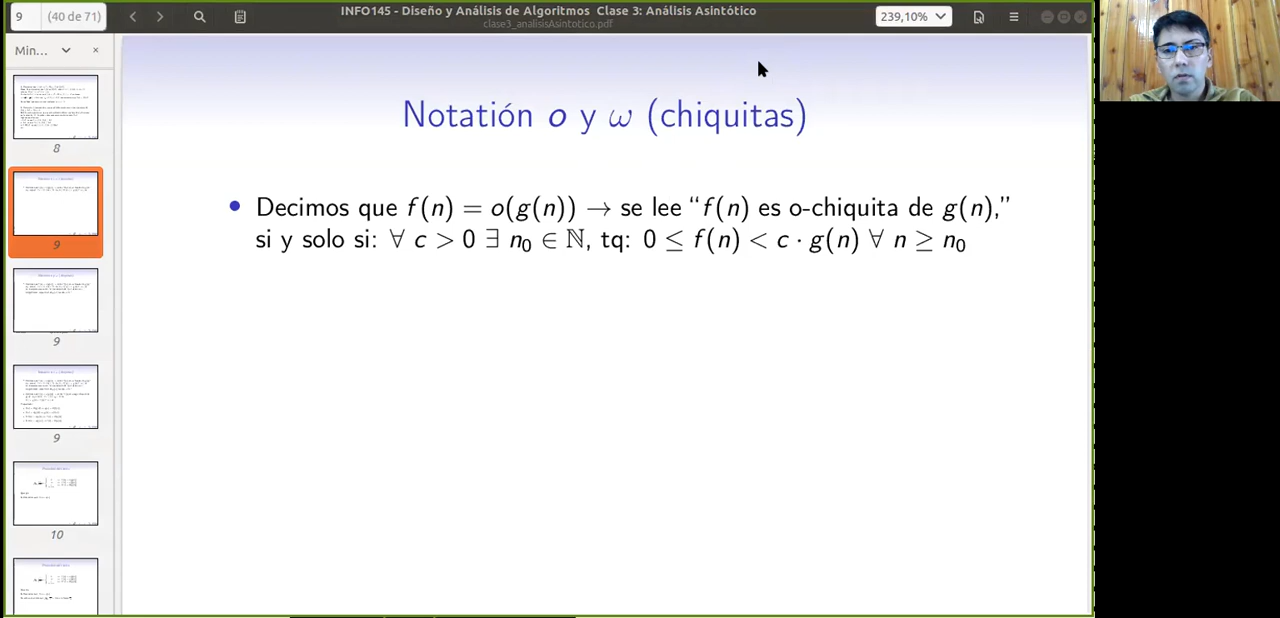 9
(40 de 71)
INFO145 - Diseño y Análisis de Algoritmos Clase 3: Análisis Asintótico
clase3_analisisAsintotico.pdf
239,10%
Min...
8
9
9
9
10
Notatión o y ω (chiquitas)
• Decimos que f(n) = o(g(n)) → se lee “f(n) es o-chiquita de g(n),”
si y solo si: ∀ c > 0 ∃ n₀ ∈ ℕ, tq: 0 ≤ f(n) < c · g(n) ∀ n ≥ n₀